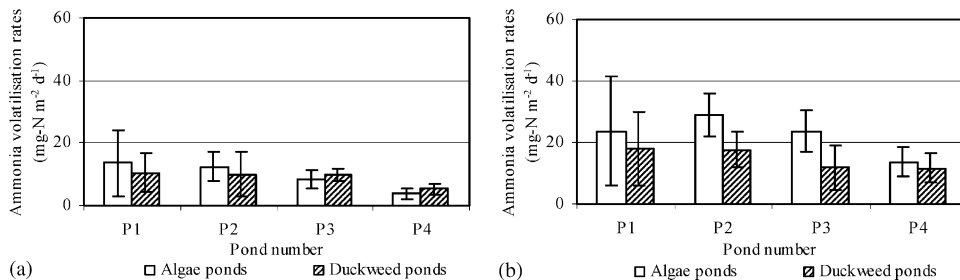 Ammonia volatilisation rates
(mg-N m-2 d-1)
60
40
20
0
P1 P2 P3 P4
Pond number
(a)
Algae ponds Duckweed ponds
Ammonia volatilisation rates
(mg-N m-2 d-1)
60
40
20
0
P1 P2 P3 P4
Pond number
(b)
Algae ponds Duckweed ponds